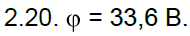 2.20. φ = 33,6 В.